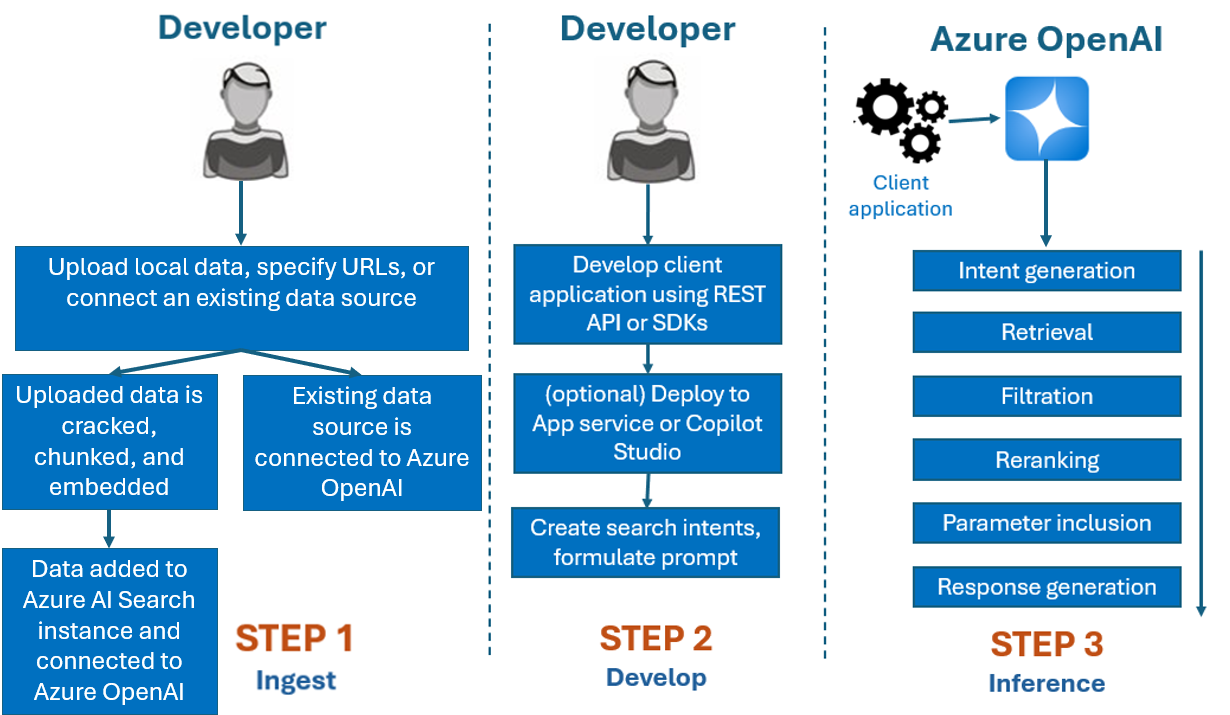 Developer
Upload local data, specify URLs, or
connect an existing data source
Uploaded data is
cracked,
chunked, and
embedded
Existing data
source is
connected to Azure
OpenAI
Data added to
Azure AI Search
instance and
connected to
Azure OpenAI
STEP 1
Ingest
Developer
Develop client
application using REST
API or SDKs
(optional) Deploy to
App service or Copilot
Studio
Create search intents,
formulate prompt
STEP 2
Develop
Azure OpenAI
Client
application
Intent generation
Retrieval
Filtration
Reranking
Parameter inclusion
Response generation
STEP 3
Inference